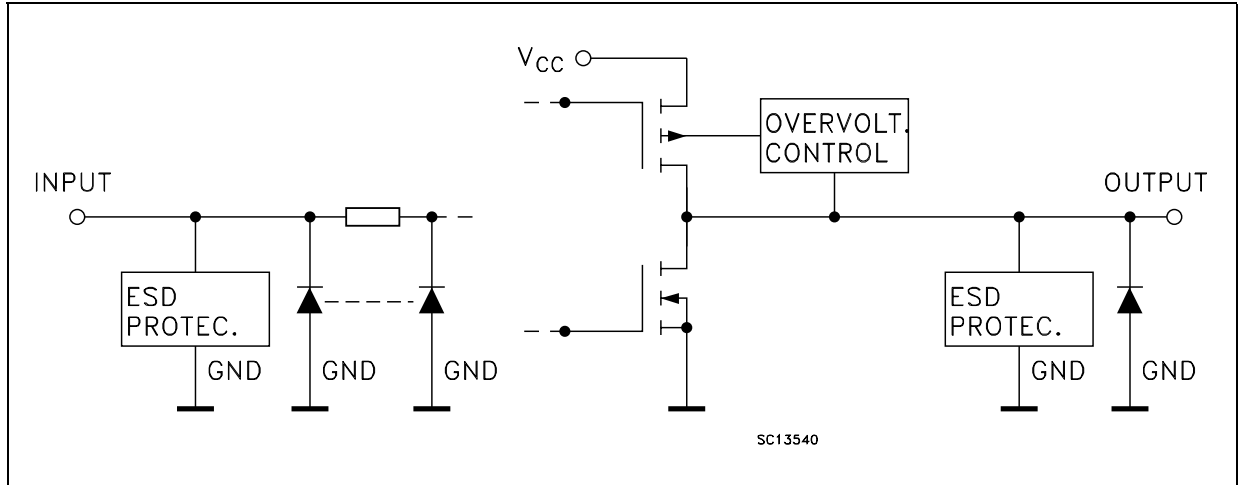 VCC
OVERVOLT.
CONTROL
INPUT
OUTPUT
ESD
PROTEC.
ESD
PROTEC.
GND
GND
GND
GND
GND
SC13540